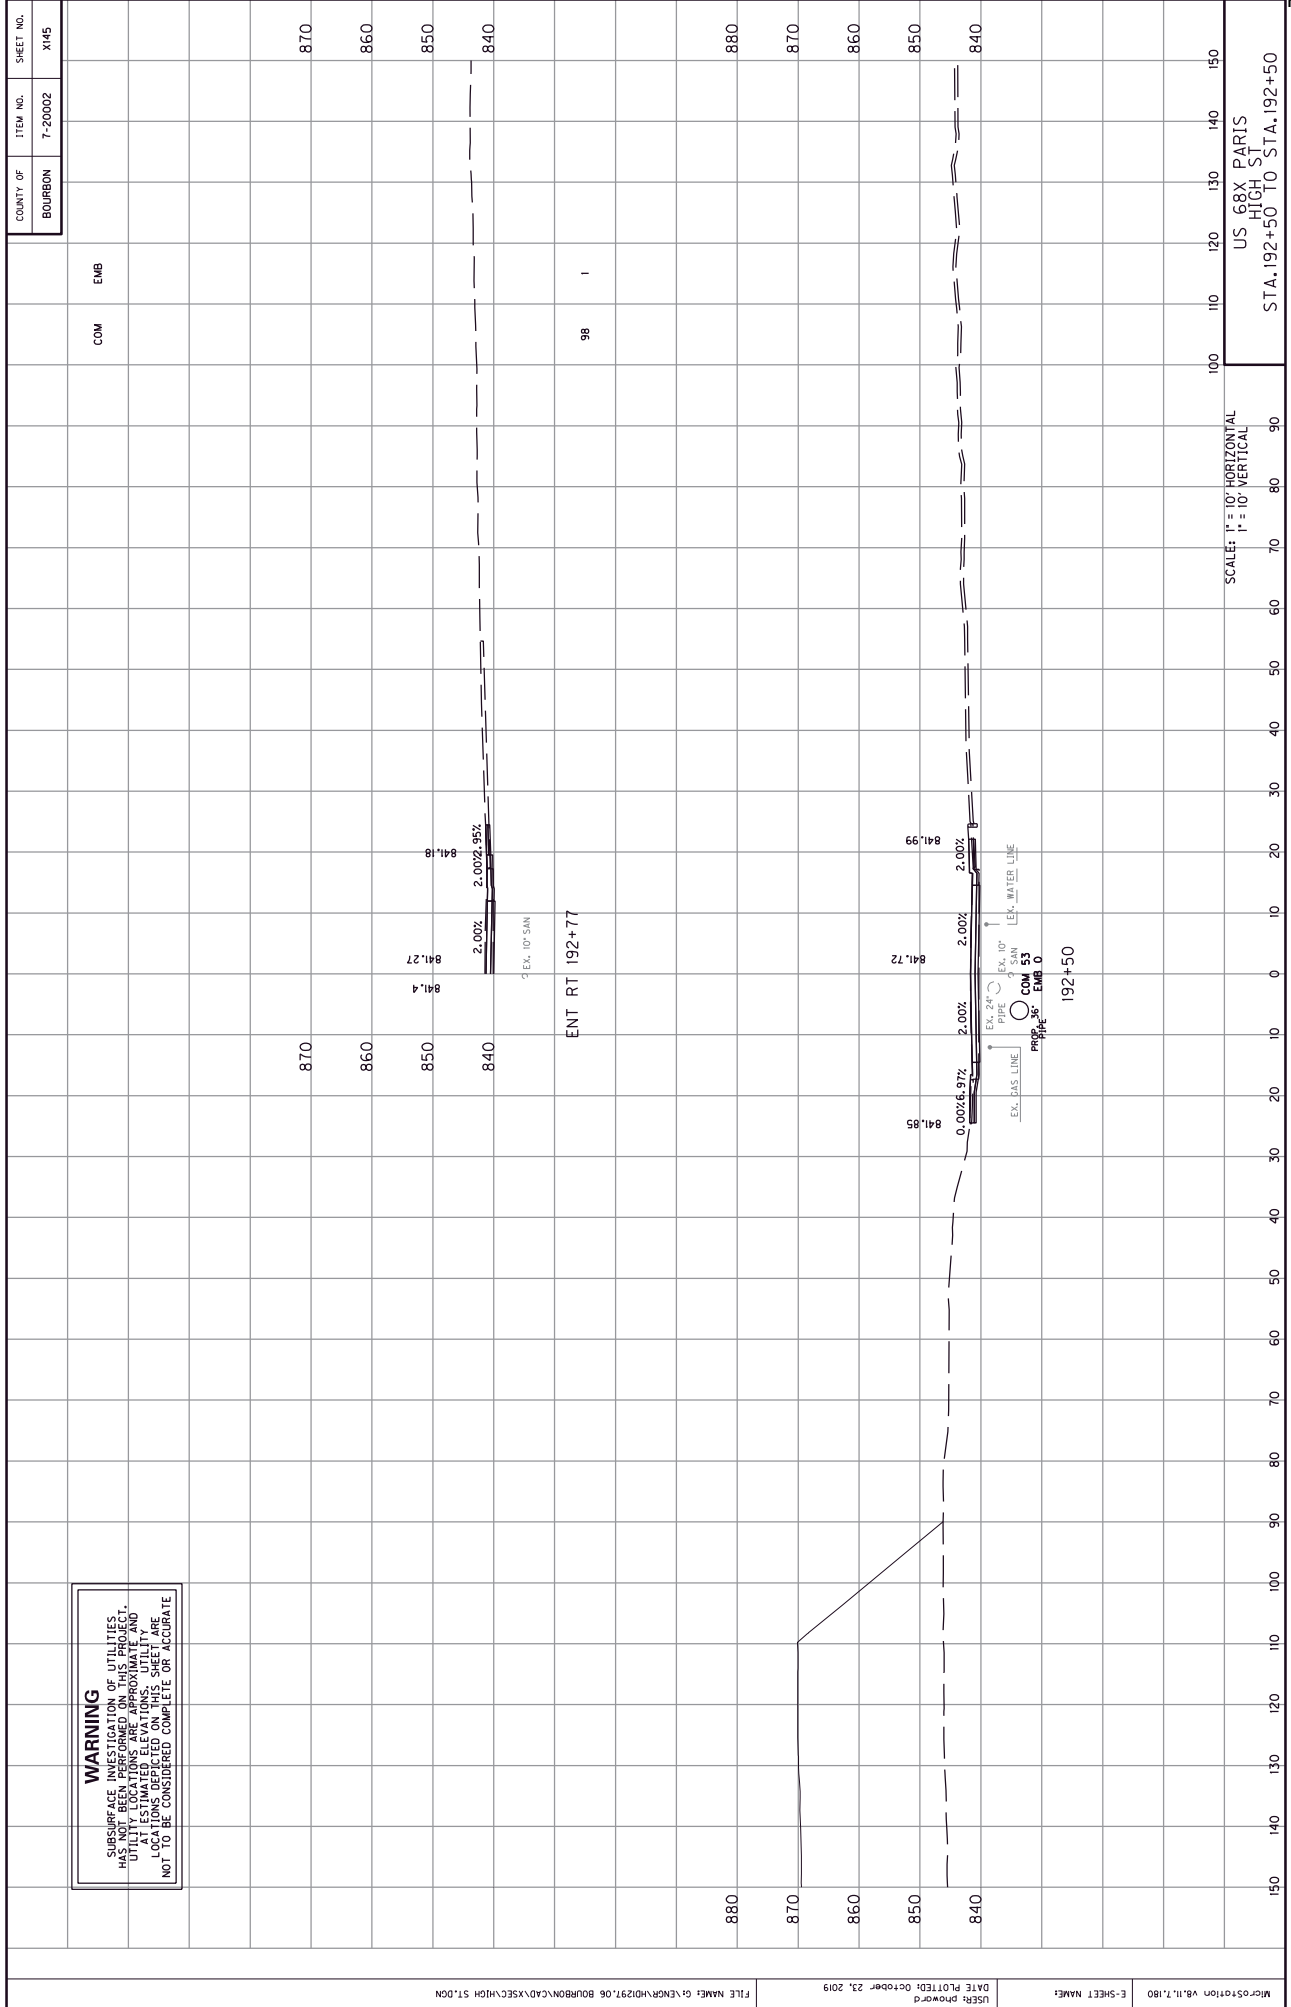 COUNTY OF
ITEM NO.
SHEET NO.
BOURBON
7-20002
X145
WARNING
SUBSURFACE INVESTIGATION OF UTILITIES
HAS NOT BEEN PERFORMED ON THIS PROJECT.
UTILITY LOCATIONS ARE APPROXIMATE AND
AT ESTIMATED ELEVATIONS. UTILITY
LOCATIONS DEPICTED ON THIS SHEET ARE
NOT TO BE CONSIDERED COMPLETE OR ACCURATE
COM EMB
870 870
860 860
850 850
840 840
841.4
841.27
841.18
2.00% 2.00% 2.95%
EX. 10" SAN
ENT RT 192+77
98 1
880 880
870 870
860 860
850 850
840 840
841.85
841.72
841.99
0.00% 6.97% 2.00% 2.00% 2.00%
EX. GAS LINE
EX. 24"
PIPE
EX. 10"
SAN
EX. WATER LINE
PROP. 36"
PIPE
COM 53
EMB 0
192+50
100 110 120 130 140 150
SCALE: 1" = 10' HORIZONTAL
1" = 10' VERTICAL
US 68X PARIS
HIGH ST
STA. 192+50 TO STA. 192+50
150 140 130 120 110 100 90 80 70 60 50 40 30 20 10 0 10 20 30 40 50 60 70 80 90
FILE NAME: G:\ENGR\HD1297.06 BOURBON\CAD\XSEC\HIGH ST.DGN
USER: phoward
DATE PLOTTED: October 23, 2019
E-SHEET NAME:
MicroStation v8.11.7.180